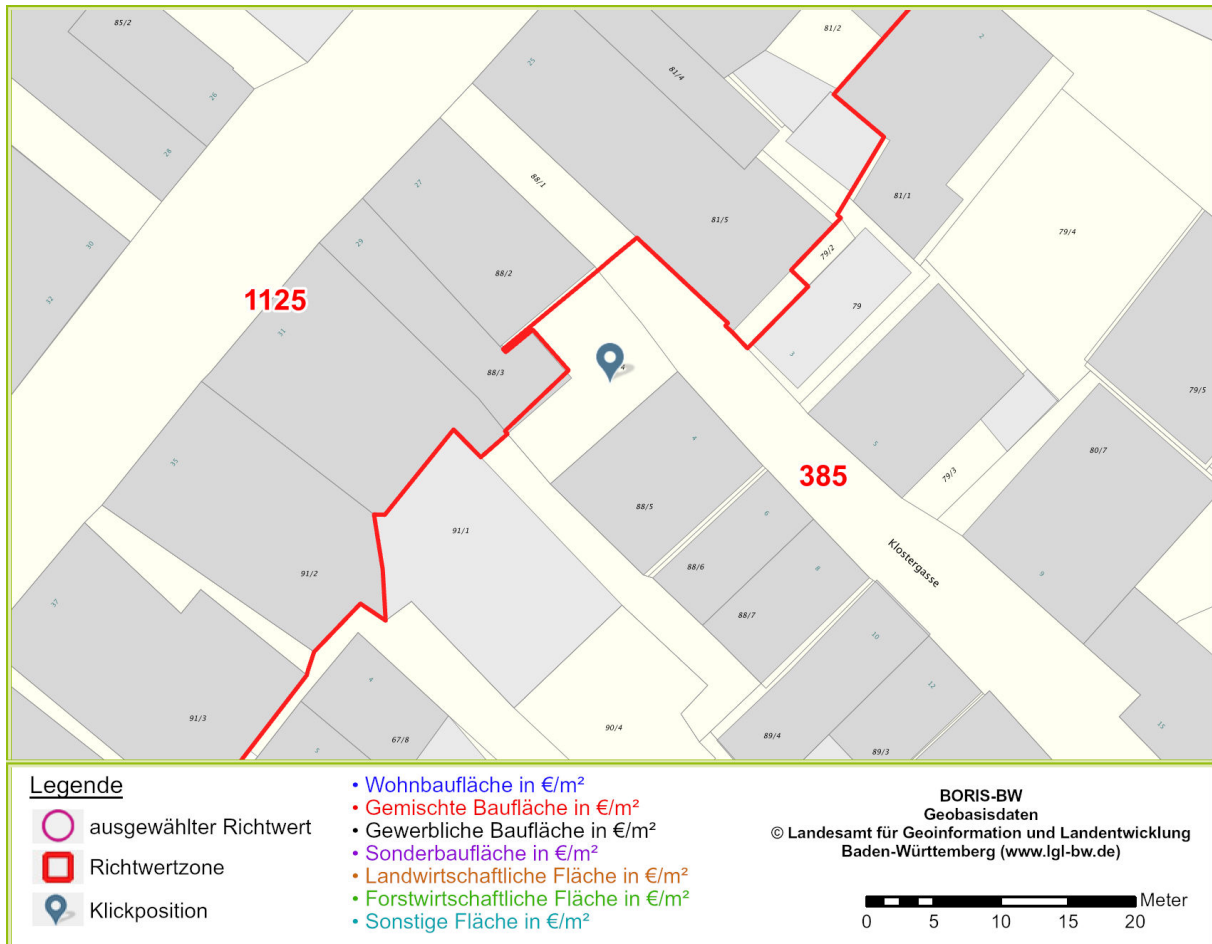 85/2
26
28
30
32
25
81/4
81/2
2
88/1
27
29
81/5
81/1
79/4
79/2
88/2
1125
31
79
3
79/5
88/3
4
4
5
35
385
80/7
79/3
88/5
6
91/1
Klostergasse
88/6
8
91/2
9
37
88/7
10
4
12
91/3
5
67/8
90/4
89/4
89/3
15
Legende
ausgewählter Richtwert
Richtwertzone
Klickposition
• Wohnbaufläche in €/m²
• Gemischte Baufläche in €/m²
• Gewerbliche Baufläche in €/m²
• Sonderbaufläche in €/m²
• Landwirtschaftliche Fläche in €/m²
• Forstwirtschaftliche Fläche in €/m²
• Sonstige Fläche in €/m²
BORIS-BW
Geobasisdaten
© Landesamt für Geoinformation und Landentwicklung
Baden-Württemberg (www.lgl-bw.de)
Meter
0 5 10 15 20